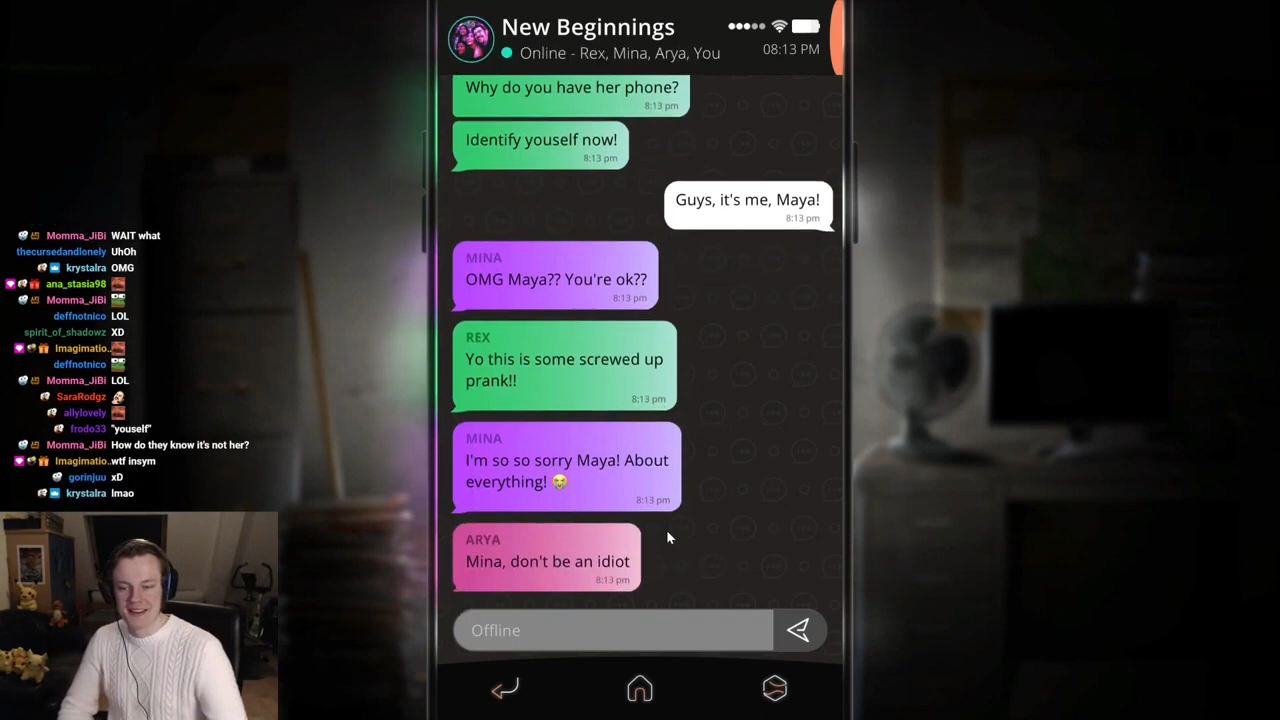 New Beginnings
Online - Rex, Mina, Arya, You
08:13 PM
Why do you have her phone?
8:13 pm
Identify youself now!
8:13 pm
Guys, it's me, Maya!
8:13 pm
MINA
OMG Maya?? You're ok??
8:13 pm
REX
Yo this is some screwed up
prank!!
8:13 pm
MINA
I'm so so sorry Maya! About
everything! 😭
8:13 pm
ARYA
Mina, don't be an idiot
8:13 pm
Offline
Momma_JiBi WAIT what
thecursedandlonely UhOh
krystalra OMG
ana_stasia98
Momma_JiBi
deffnotnico LOL
spirit_of_shadowz XD
Imagimatio..
deffnotnico
Momma_JiBi LOL
SaraRodgz
allylovely
frodo33 "youself"
Momma_JiBi How do they know it's not her?
Imagimatio.. wtf insym
gorinjuu xD
krystalra lmao